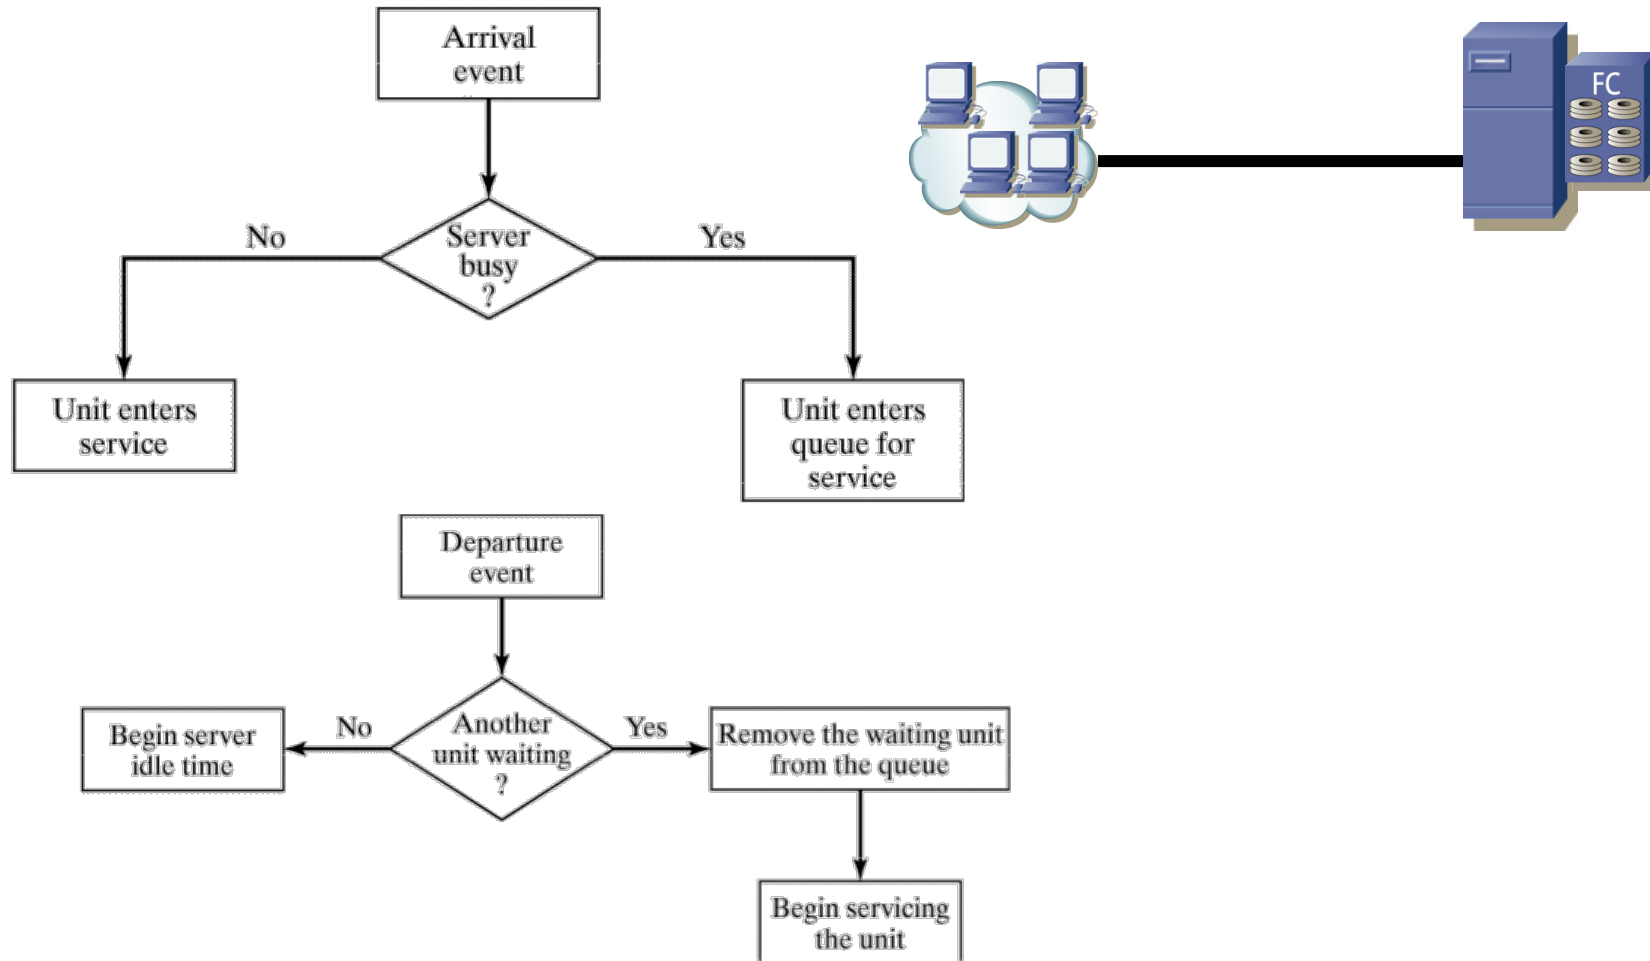 Arrival
event
FC
No
Server
busy
?
Yes
Unit enters
service
Unit enters
queue for
service
Departure
event
No
Another
unit waiting
?
Yes
Begin server
idle time
Remove the waiting unit
from the queue
Begin servicing
the unit